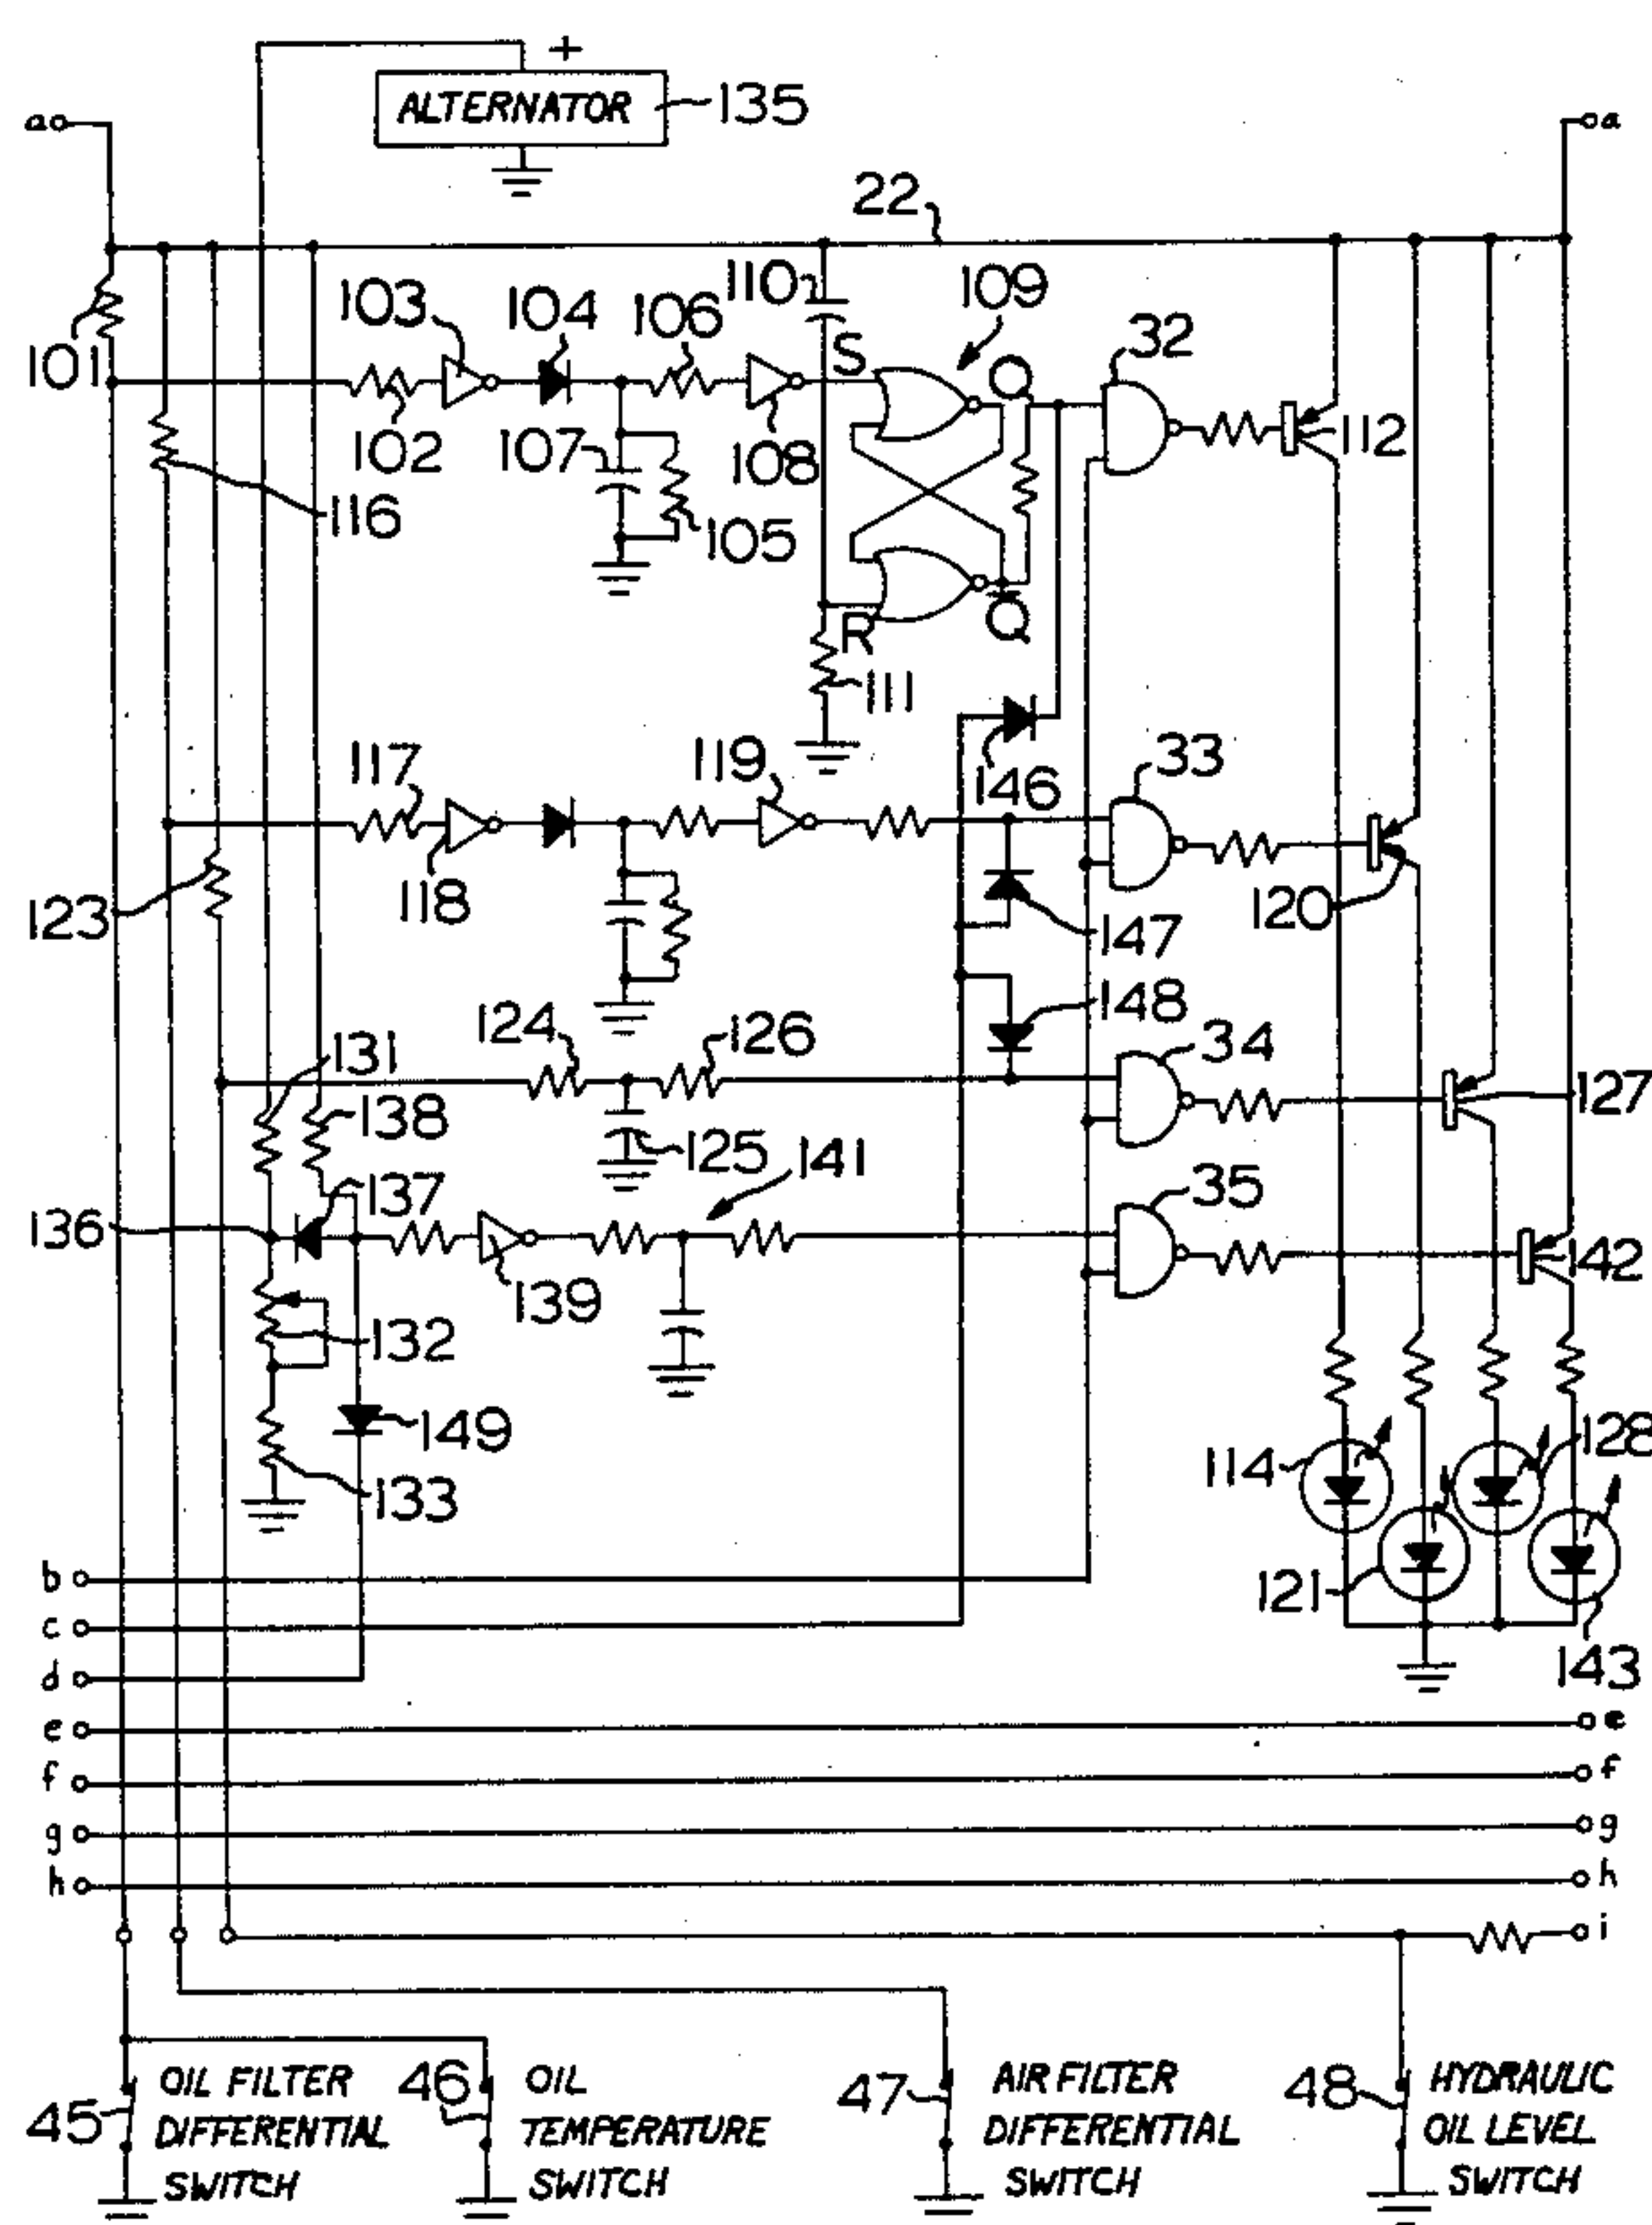 +
ALTERNATOR 135
a a
22
110 109
103 104 106 32
101 S Q
102 107 108 112
116 105
R Q
111
117 119 146 33
118 120
123 147
124 126 148 34
131 138 127
125 141
137 35
136 139 142
132
149 128
133 114
b 121
c 143
d
e e
f f
g g
h h
i
45 OIL FILTER DIFFERENTIAL SWITCH
46 OIL TEMPERATURE SWITCH
47 AIR FILTER DIFFERENTIAL SWITCH
48 HYDRAULIC OIL LEVEL SWITCH